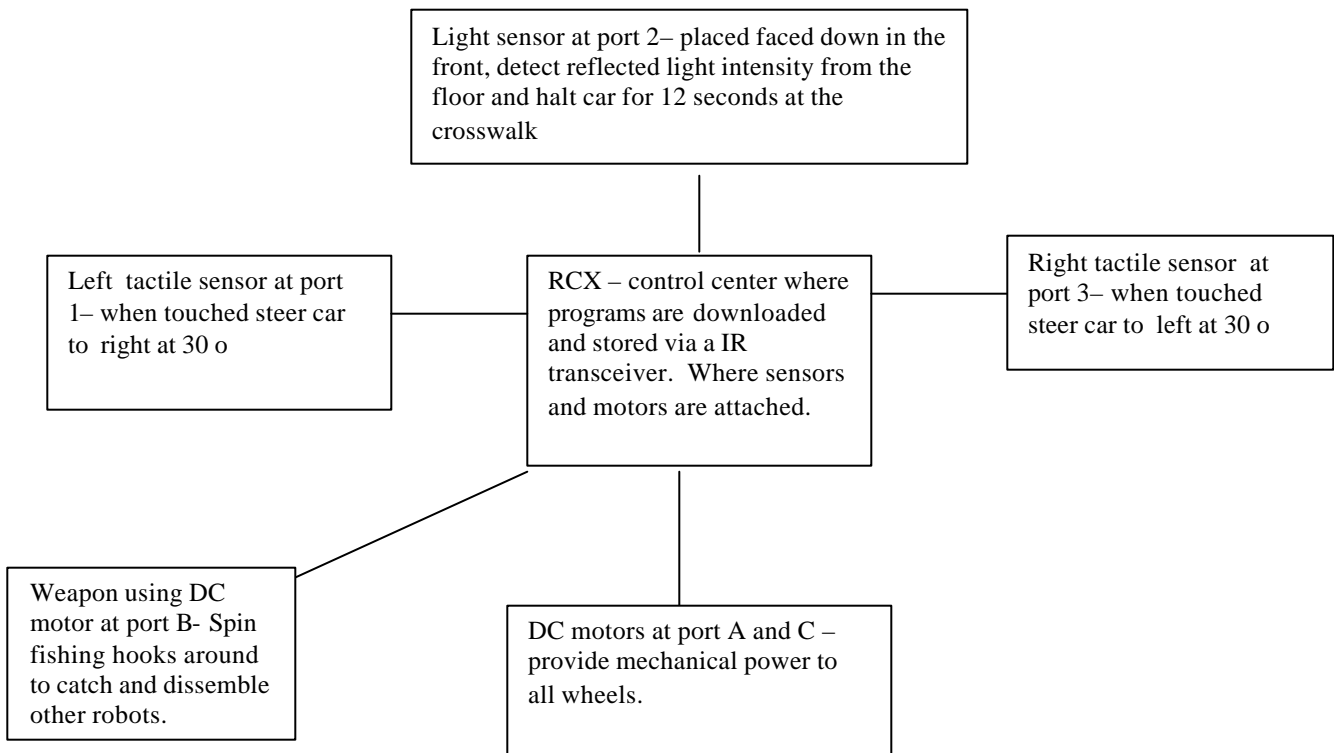 Light sensor at port 2– placed faced down in the
front, detect reflected light intensity from the
floor and halt car for 12 seconds at the
crosswalk
Left tactile sensor at port
1– when touched steer car
to right at 30 o
RCX – control center where
programs are downloaded
and stored via a IR
transceiver. Where sensors
and motors are attached.
Right tactile sensor at
port 3– when touched
steer car to left at 30 o
Weapon using DC
motor at port B- Spin
fishing hooks around
to catch and dissemble
other robots.
DC motors at port A and C –
provide mechanical power to
all wheels.